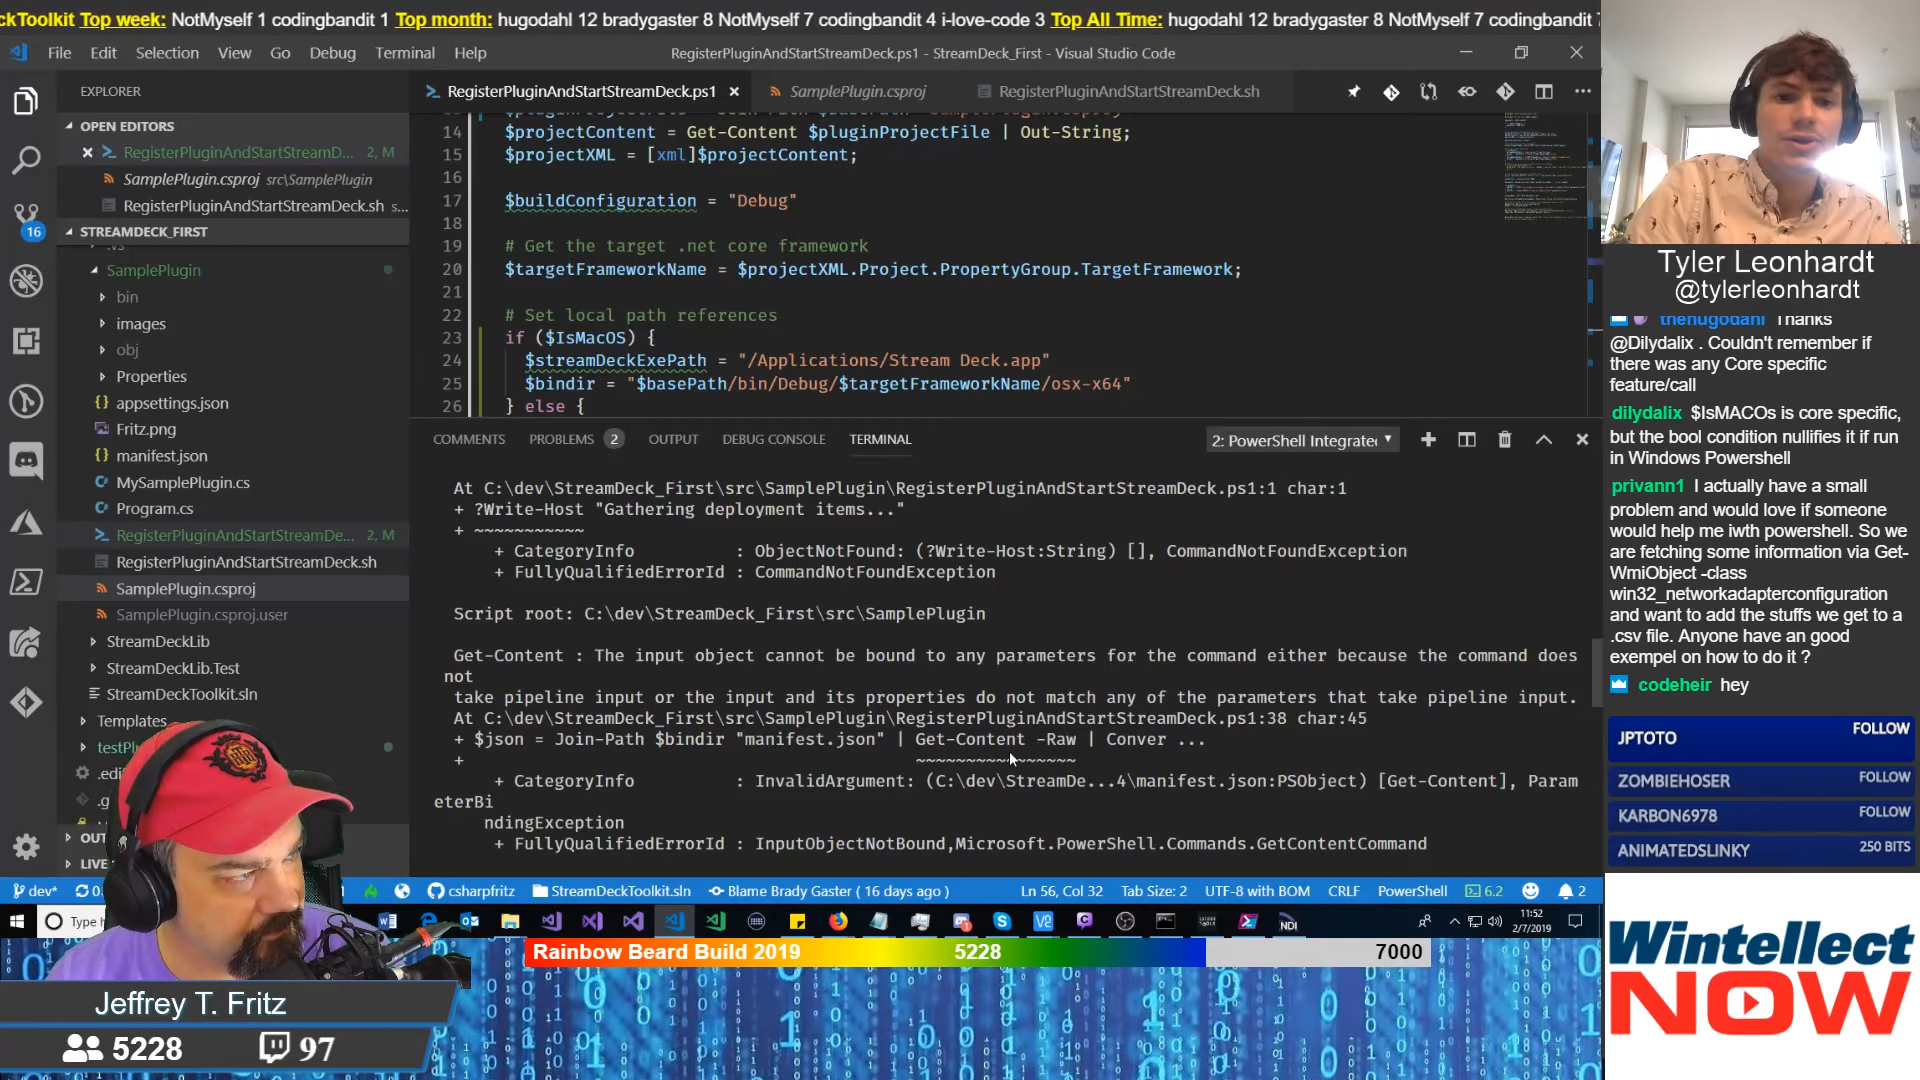 ckToolkit Top week: NotMyself 1 codingbandit 1 Top month: hugodahl 12 bradygaster 8 NotMyself 7 codingbandit 4 i-love-code 3 Top All Time: hugodahl 12 bradygaster 8 NotMyself 7 codingbandit
File Edit Selection View Go Debug Terminal Help
RegisterPluginAndStartStreamDeck.ps1 - StreamDeck_First - Visual Studio Code
EXPLORER
OPEN EDITORS
RegisterPluginAndStartStreamD... 2, M
SamplePlugin.csproj src\SamplePlugin
RegisterPluginAndStartStreamDeck.sh s...
16
STREAMDECK_FIRST
.vs
SamplePlugin
bin
images
obj
Properties
appsettings.json
Fritz.png
manifest.json
MySamplePlugin.cs
Program.cs
RegisterPluginAndStartStreamDe... 2, M
RegisterPluginAndStartStreamDeck.sh
SamplePlugin.csproj
SamplePlugin.csproj.user
StreamDeckLib
StreamDeckLib.Test
StreamDeckToolkit.sln
Templates
testPl
.edi
.g
OUT
LIVE
RegisterPluginAndStartStreamDeck.ps1
SamplePlugin.csproj
RegisterPluginAndStartStreamDeck.sh
14 $projectContent = Get-Content $pluginProjectFile | Out-String;
15 $projectXML = [xml]$projectContent;
16
17 $buildConfiguration = "Debug"
18
19 # Get the target .net core framework
20 $targetFrameworkName = $projectXML.Project.PropertyGroup.TargetFramework;
21
22 # Set local path references
23 if ($IsMacOS) {
24 $streamDeckExePath = "/Applications/Stream Deck.app"
25 $bindir = "$basePath/bin/Debug/$targetFrameworkName/osx-x64"
26 } else {
COMMENTS PROBLEMS 2 OUTPUT DEBUG CONSOLE TERMINAL
2: PowerShell Integrate
At C:\dev\StreamDeck_First\src\SamplePlugin\RegisterPluginAndStartStreamDeck.ps1:1 char:1
+ ?Write-Host "Gathering deployment items..."
+ ~~~~~~~~~~~
+ CategoryInfo : ObjectNotFound: (?Write-Host:String) [], CommandNotFoundException
+ FullyQualifiedErrorId : CommandNotFoundException
Script root: C:\dev\StreamDeck_First\src\SamplePlugin
Get-Content : The input object cannot be bound to any parameters for the command either because the command does
not
take pipeline input or the input and its properties do not match any of the parameters that take pipeline input.
At C:\dev\StreamDeck_First\src\SamplePlugin\RegisterPluginAndStartStreamDeck.ps1:38 char:45
+ $json = Join-Path $bindir "manifest.json" | Get-Content -Raw | Conver ...
+ ~~~~~~~~~~~~~~~~
+ CategoryInfo : InvalidArgument: (C:\dev\StreamDe...4\manifest.json:PSObject) [Get-Content], Param
eterBi
ndingException
+ FullyQualifiedErrorId : InputObjectNotBound,Microsoft.PowerShell.Commands.GetContentCommand
dev* 0 csharpfritz StreamDeckToolkit.sln Blame Brady Gaster ( 16 days ago ) Ln 56, Col 32 Tab Size: 2 UTF-8 with BOM CRLF PowerShell 6.2 2
Type h
11:52
2/7/2019
NDI
Tyler Leonhardt
@tylerleonhardt
thehugodahl Thanks
@Dilydalix . Couldn't remember if
there was any Core specific
feature/call
dilydalix $IsMACOs is core specific,
but the bool condition nullifies it if run
in Windows Powershell
privann1 I actually have a small
problem and would love if someone
would help me iwth powershell. So we
are fetching some information via Get-
WmiObject -class
win32_networkadapterconfiguration
and want to add the stuffs we get to a
.csv file. Anyone have an good
exempel on how to do it ?
codeheir hey
JPTOTO FOLLOW
ZOMBIEHOSER FOLLOW
KARBON6978 FOLLOW
ANIMATEDSLINKY 250 BITS
Wintellect
NOW
Rainbow Beard Build 2019 5228 7000
Jeffrey T. Fritz
5228 97